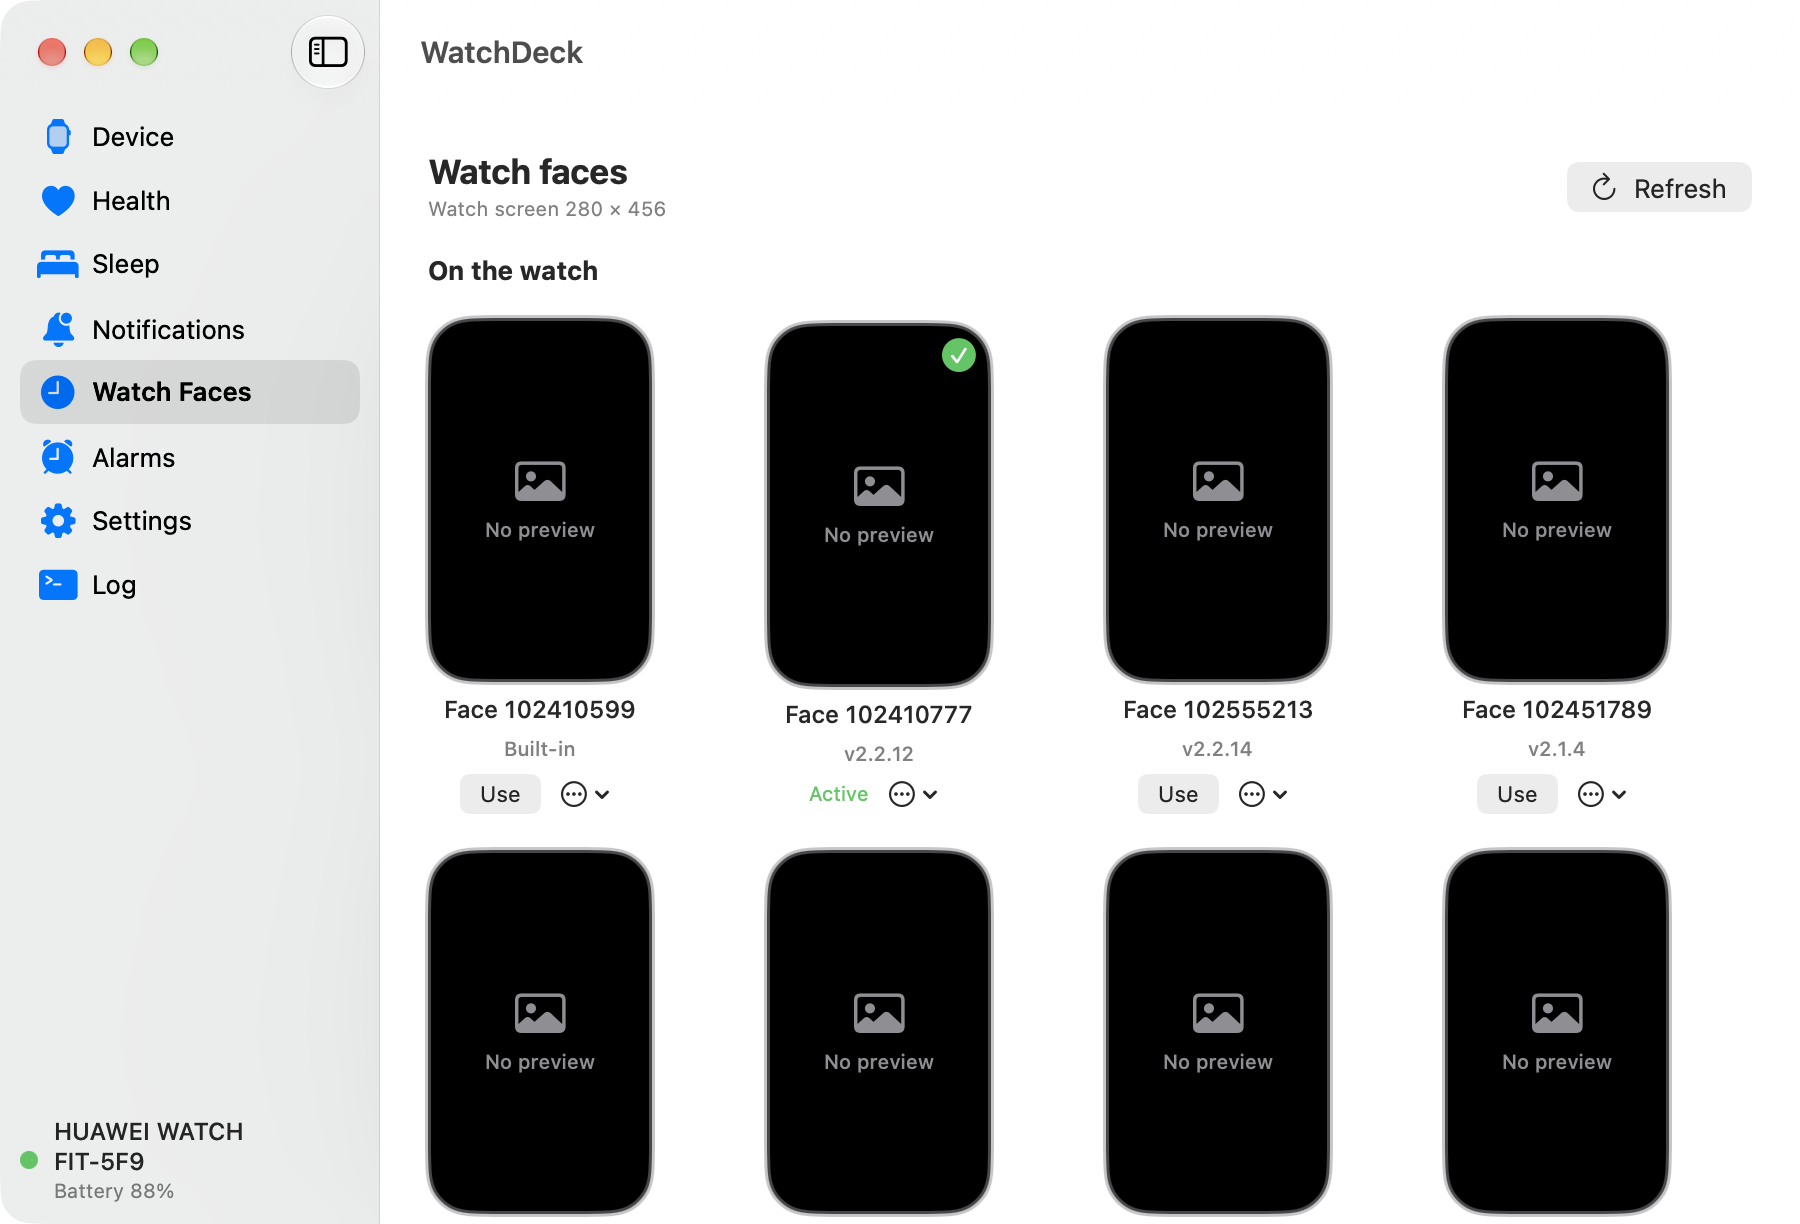 WatchDeck
Device
Health
Sleep
Notifications
Watch Faces
Alarms
Settings
Log
HUAWEI WATCH
FIT-5F9
Battery 88%
Watch faces
Watch screen 280 × 456
Refresh
On the watch
No preview
No preview
No preview
No preview
Face 102410599
Face 102410777
Face 102555213
Face 102451789
Built-in
v2.2.12
v2.2.14
v2.1.4
Use
Active
Use
Use
No preview
No preview
No preview
No preview